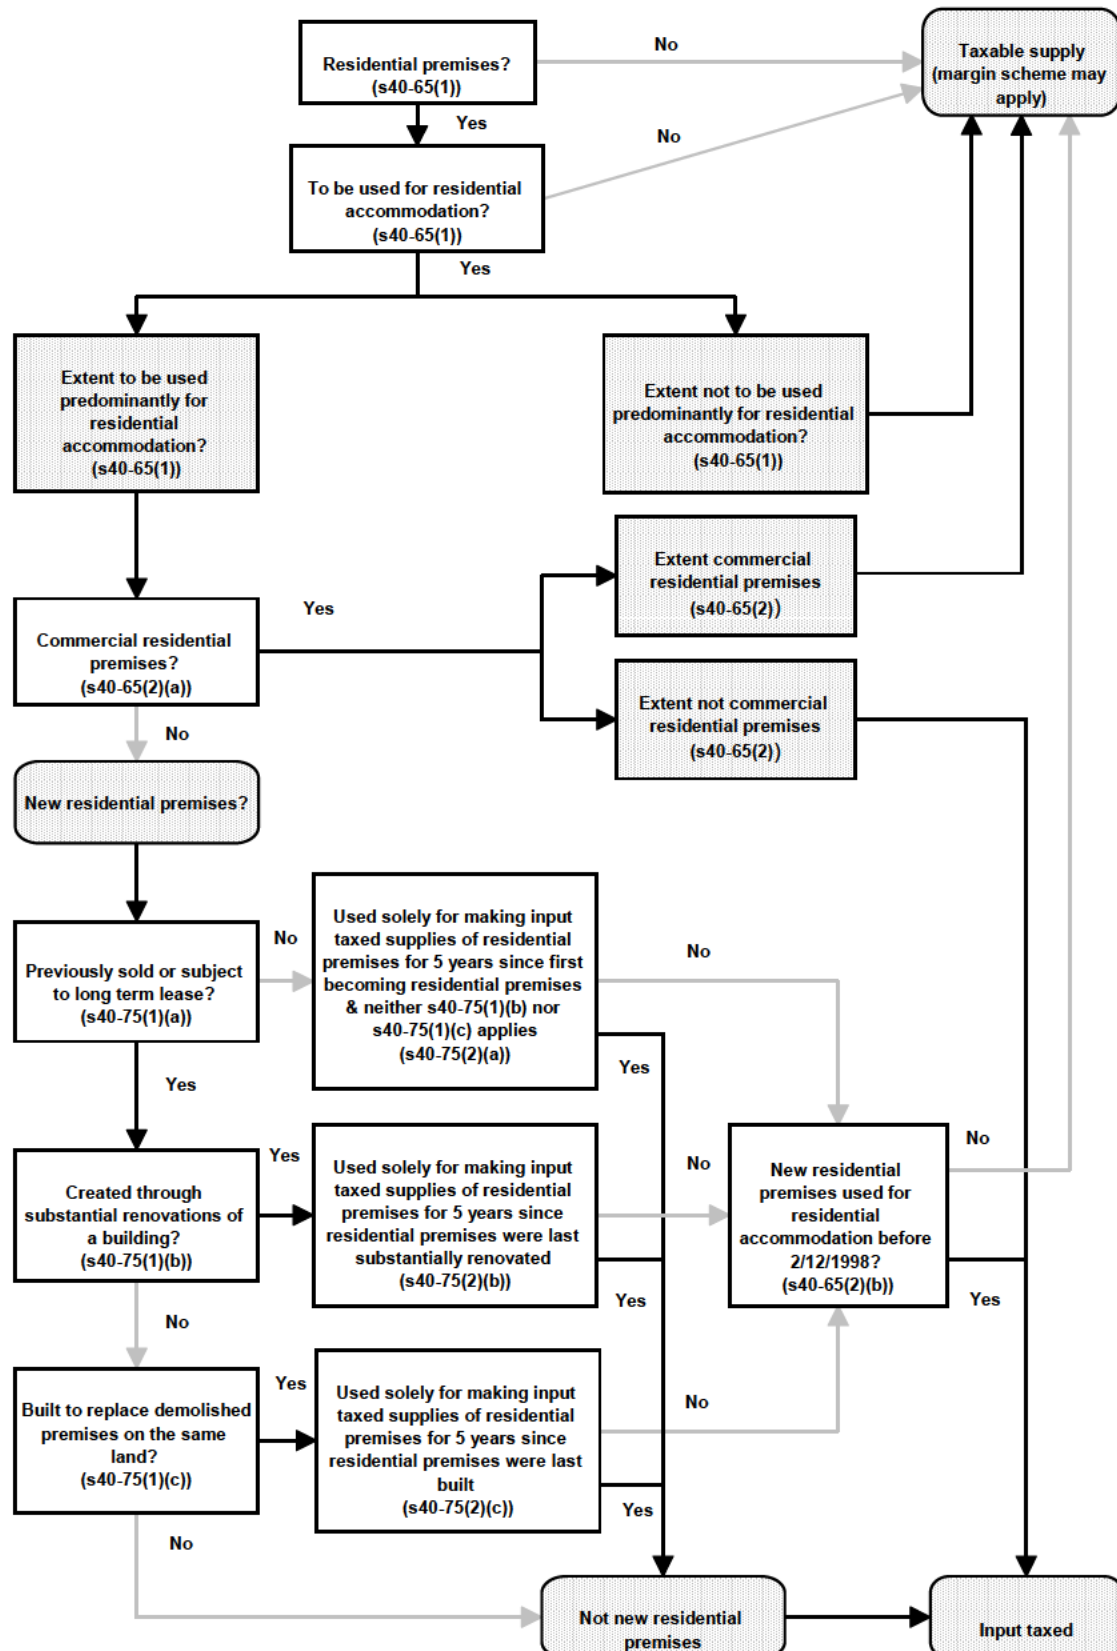 Residential premises?
(s40-65(1))
No
Taxable supply
(margin scheme may
apply)
Yes
No
To be used for residential
accommodation?
(s40-65(1))
Yes
Extent to be used
predominantly for
residential
accommodation?
(s40-65(1))
Extent not to be used
predominantly for residential
accommodation?
(s40-65(1))
Extent commercial
residential premises
(s40-65(2))
Yes
Commercial residential
premises?
(s40-65(2)(a))
Extent not commercial
residential premises
(s40-65(2))
No
New residential premises?
Previously sold or subject
to long term lease?
(s40-75(1)(a))
No
Used solely for making input
taxed supplies of residential
premises for 5 years since first
becoming residential premises
& neither s40-75(1)(b) nor
s40-75(1)(c) applies
(s40-75(2)(a))
No
Yes
Yes
Created through
substantial renovations of
a building?
(s40-75(1)(b))
Yes
Used solely for making input
taxed supplies of residential
premises for 5 years since
residential premises were last
substantially renovated
(s40-75(2)(b))
No
Yes
New residential
premises used for
residential
accommodation before
2/12/1998?
(s40-65(2)(b))
No
Yes
No
Built to replace demolished
premises on the same
land?
(s40-75(1)(c))
Yes
Used solely for making input
taxed supplies of residential
premises for 5 years since
residential premises were last
built
(s40-75(2)(c))
No
Yes
No
Not new residential
premises
Input taxed